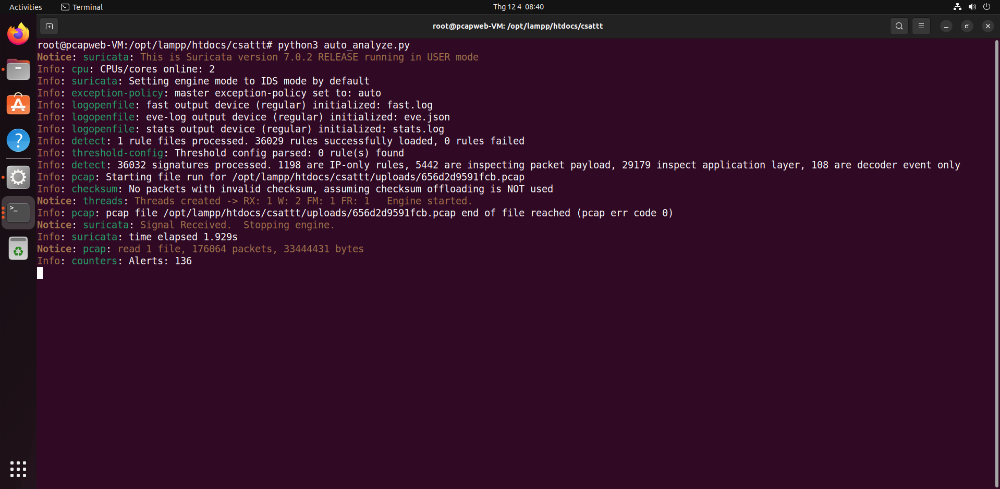 Activities Terminal Thg 12 4 08:40
root@pcapweb-VM: /opt/lampp/htdocs/csattt
root@pcapweb-VM:/opt/lampp/htdocs/csattt# python3 auto_analyze.py
Notice: suricata: This is Suricata version 7.0.2 RELEASE running in USER mode
Info: cpu: CPUs/cores online: 2
Info: suricata: Setting engine mode to IDS mode by default
Info: exception-policy: master exception-policy set to: auto
Info: logopenfile: fast output device (regular) initialized: fast.log
Info: logopenfile: eve-log output device (regular) initialized: eve.json
Info: logopenfile: stats output device (regular) initialized: stats.log
Info: detect: 1 rule files processed. 36029 rules successfully loaded, 0 rules failed
Info: threshold-config: Threshold config parsed: 0 rule(s) found
Info: detect: 36032 signatures processed. 1198 are IP-only rules, 5442 are inspecting packet payload, 29179 inspect application layer, 108 are decoder event only
Info: pcap: Starting file run for /opt/lampp/htdocs/csattt/uploads/656d2d9591fcb.pcap
Info: checksum: No packets with invalid checksum, assuming checksum offloading is NOT used
Notice: threads: Threads created -> RX: 1 W: 2 FM: 1 FR: 1   Engine started.
Info: pcap: pcap file /opt/lampp/htdocs/csattt/uploads/656d2d9591fcb.pcap end of file reached (pcap err code 0)
Notice: suricata: Signal Received.  Stopping engine.
Info: suricata: time elapsed 1.929s
Notice: pcap: read 1 file, 176064 packets, 33444431 bytes
Info: counters: Alerts: 136